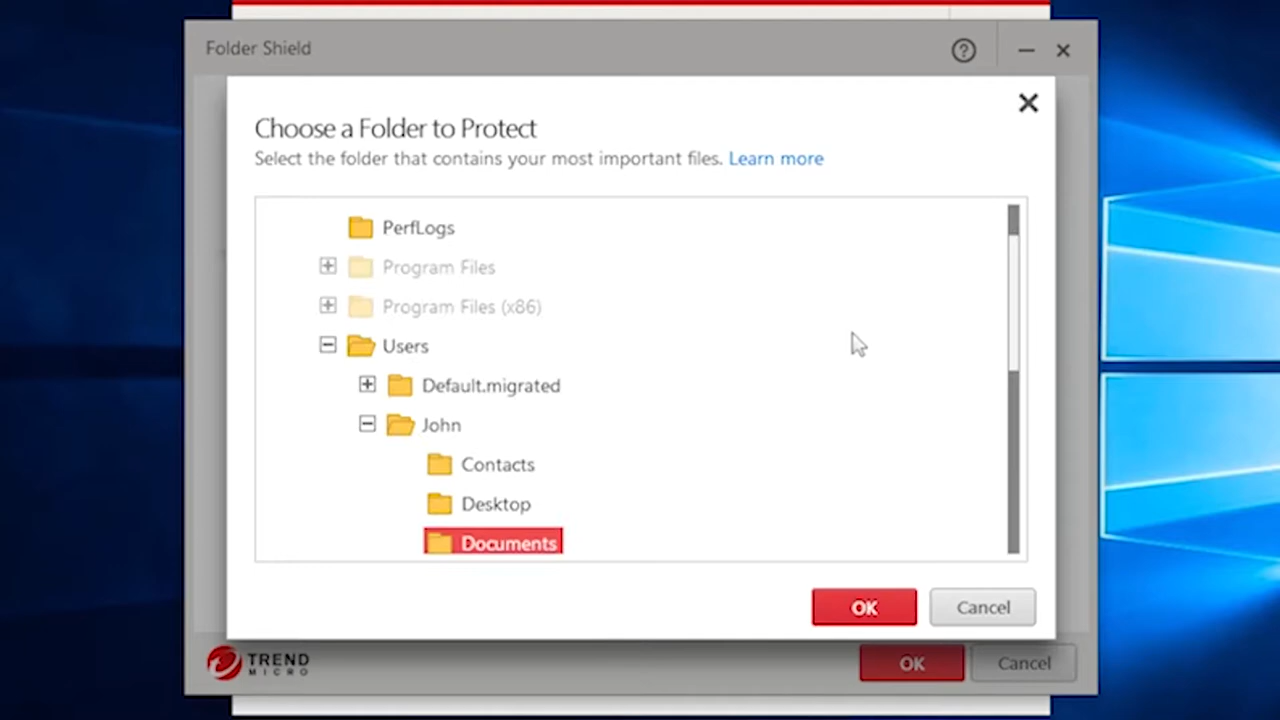 Folder Shield
Choose a Folder to Protect
Select the folder that contains your most important files. Learn more
PerfLogs
Program Files
Program Files (x86)
Users
Default.migrated
John
Contacts
Desktop
Documents
OK Cancel
TREND
MICRO
OK Cancel